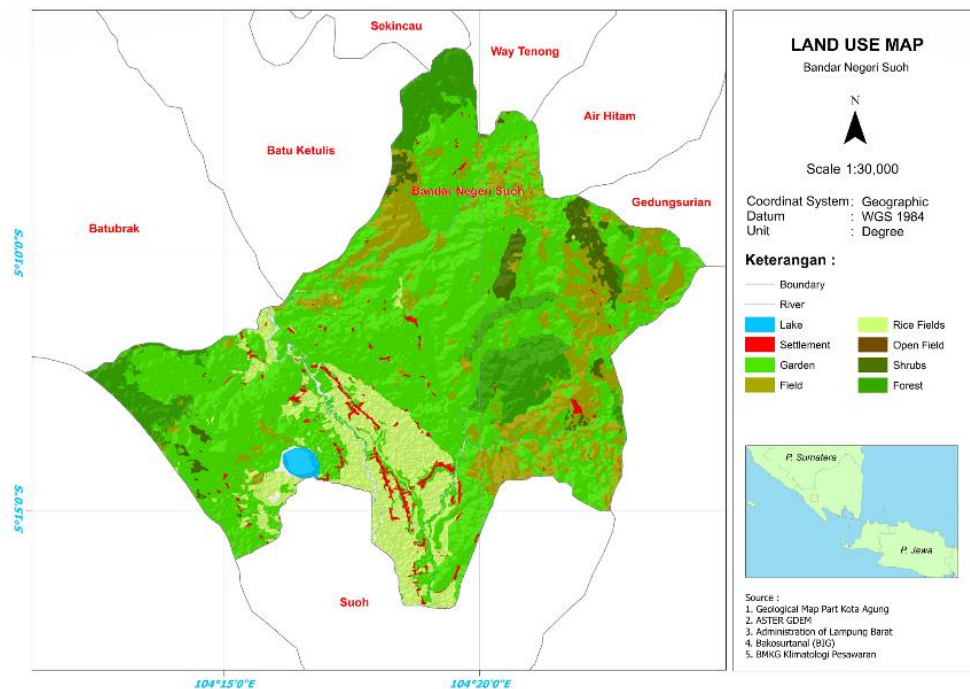 Sekincau
Way Tenong
Air Hitam
Batu Ketulis
Bandar Negeri Suoh
Gedungsurian
Batubrak
Suoh
5°10'0"S
5°15'0"S
104°15'0"E
104°20'0"E
LAND USE MAP
Bandar Negeri Suoh
N
Scale 1:30,000
Coordinat System : Geographic
Datum : WGS 1984
Unit : Degree
Keterangan :
Boundary
River
Lake
Settlement
Garden
Field
Rice Fields
Open Field
Shrubs
Forest
P. Sumatera
P. Jawa
Source :
1. Geological Map Part Kota Agung
2. ASTER GDEM
3. Administration of Lampung Barat
4. Bakosurtanal (BIG)
5. BMKG Klimatologi Pesawaran